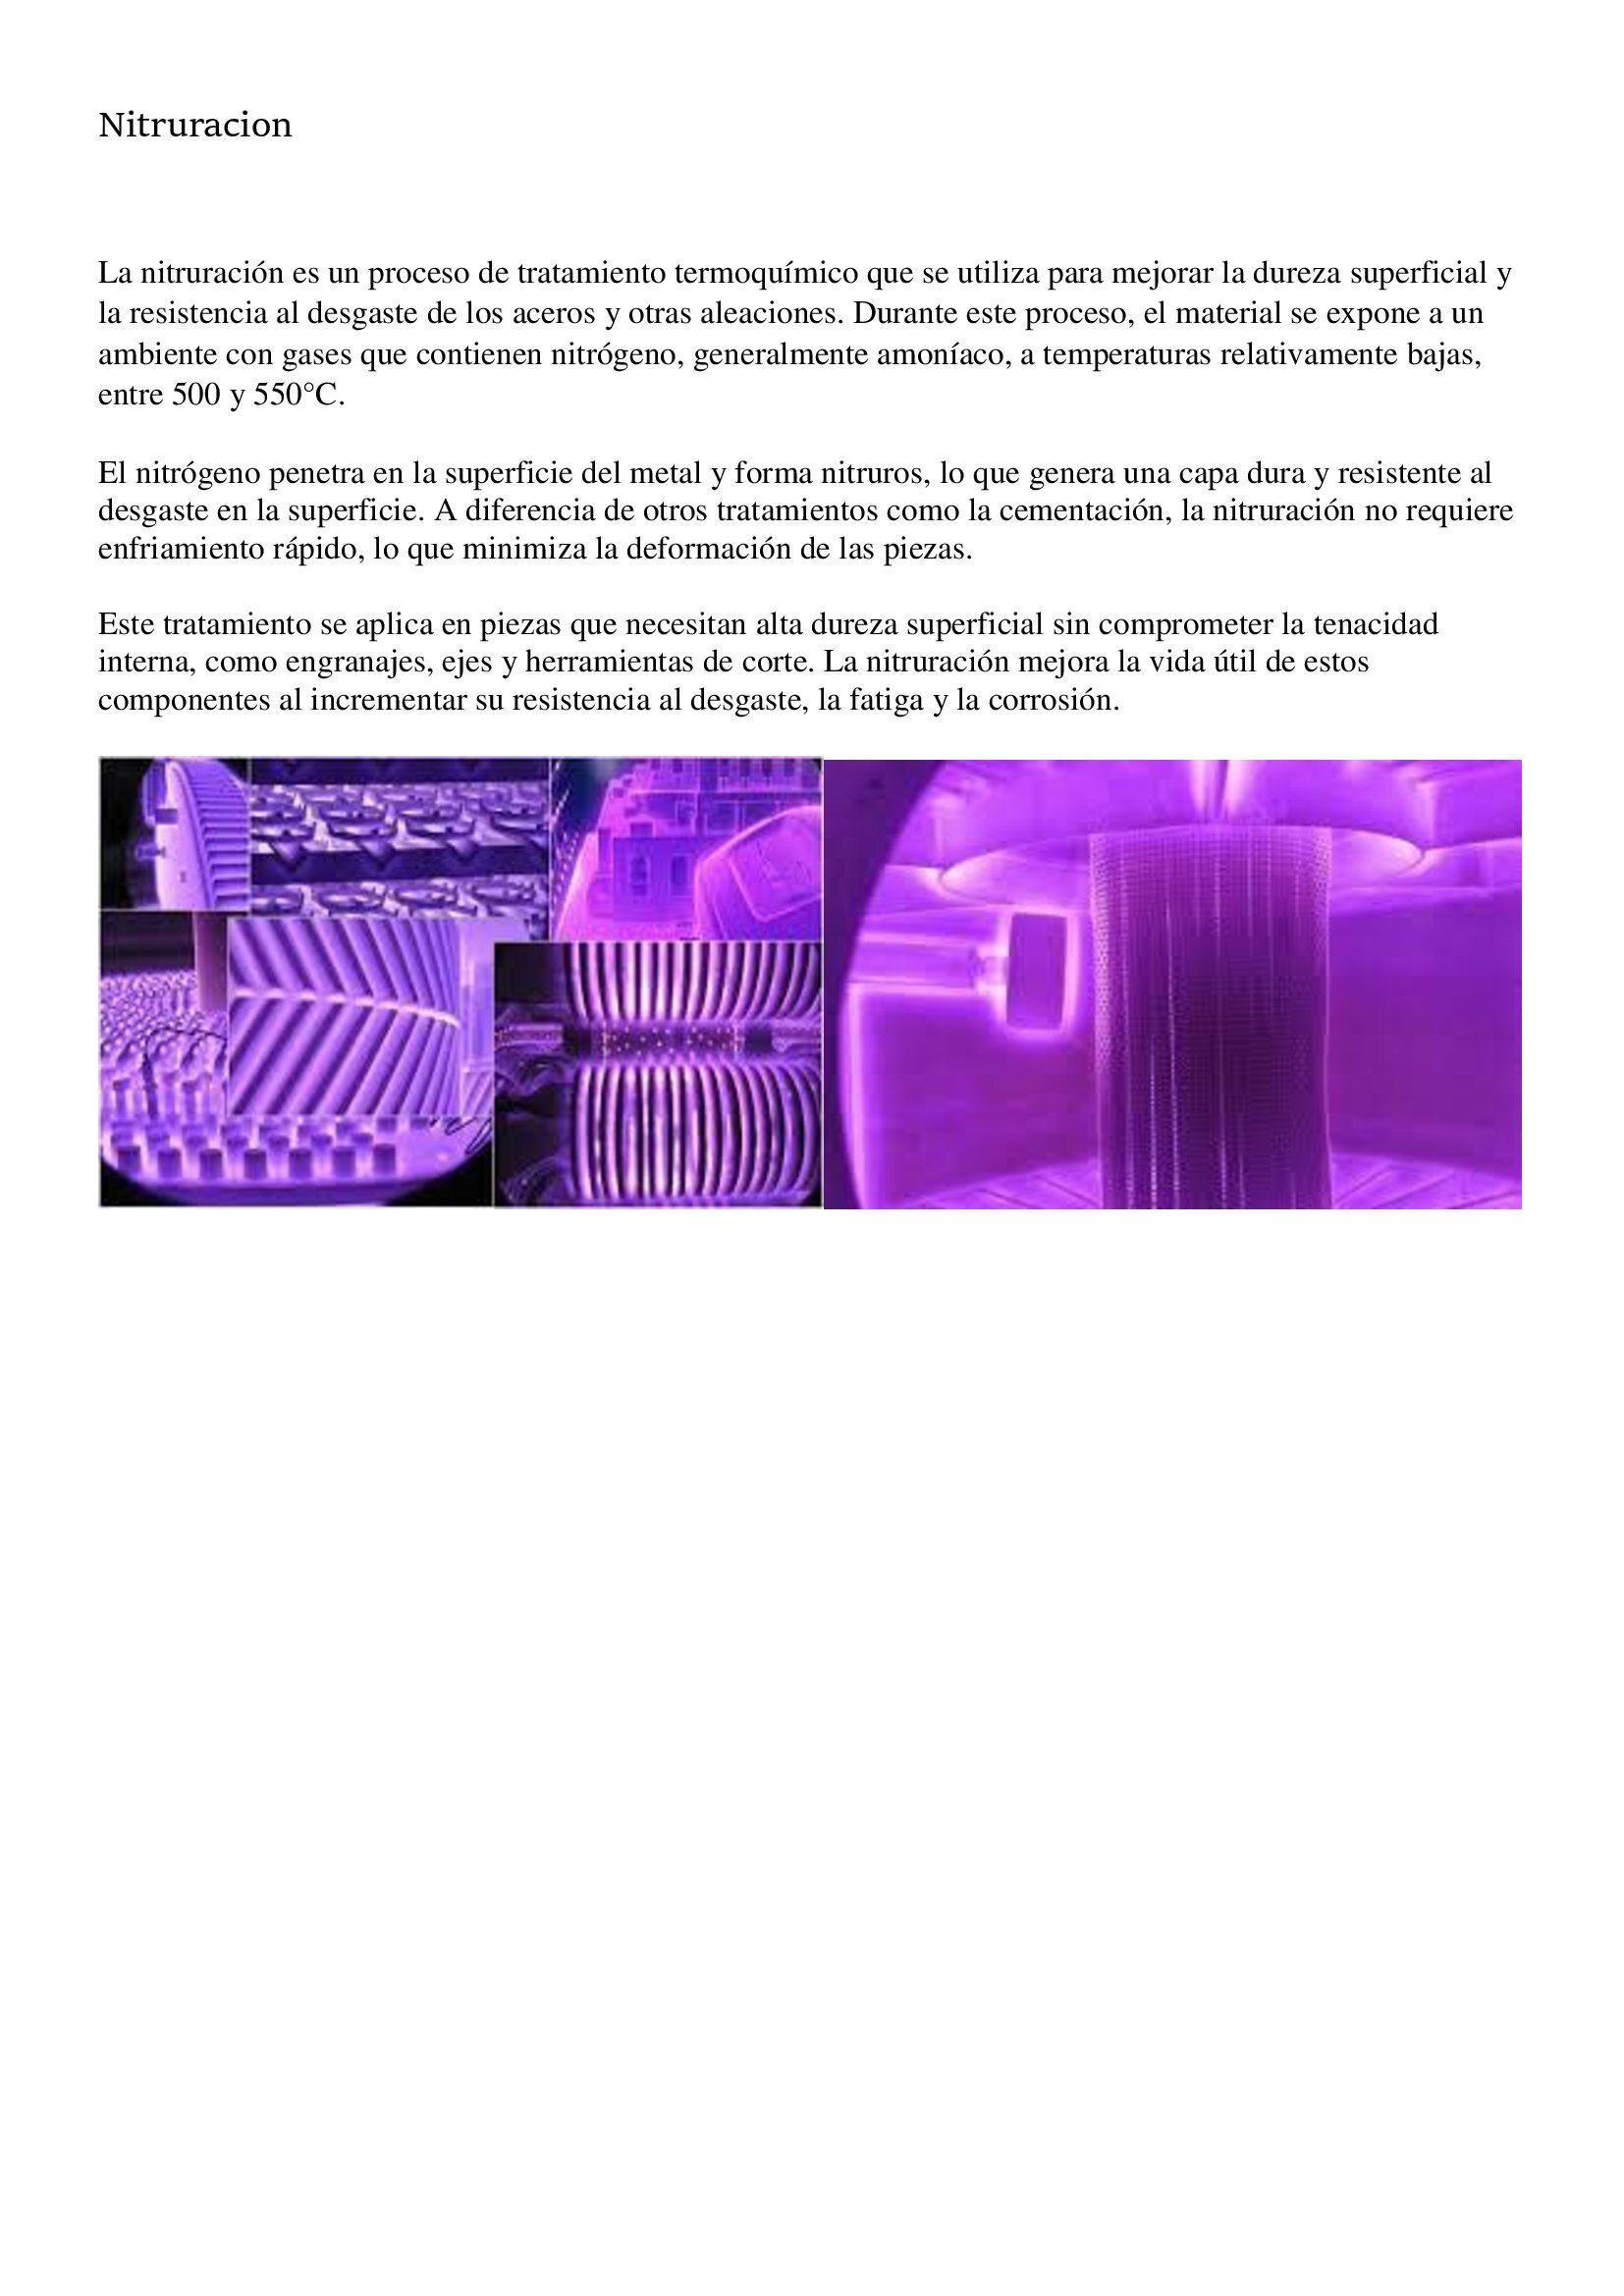 Nitruracion
La nitruración es un proceso de tratamiento termoquímico que se utiliza para mejorar la dureza superficial y
la resistencia al desgaste de los aceros y otras aleaciones. Durante este proceso, el material se expone a un
ambiente con gases que contienen nitrógeno, generalmente amoníaco, a temperaturas relativamente bajas,
entre 500 y 550°C.
El nitrógeno penetra en la superficie del metal y forma nitruros, lo que genera una capa dura y resistente al
desgaste en la superficie. A diferencia de otros tratamientos como la cementación, la nitruración no requiere
enfriamiento rápido, lo que minimiza la deformación de las piezas.
Este tratamiento se aplica en piezas que necesitan alta dureza superficial sin comprometer la tenacidad
interna, como engranajes, ejes y herramientas de corte. La nitruración mejora la vida útil de estos
componentes al incrementar su resistencia al desgaste, la fatiga y la corrosión.